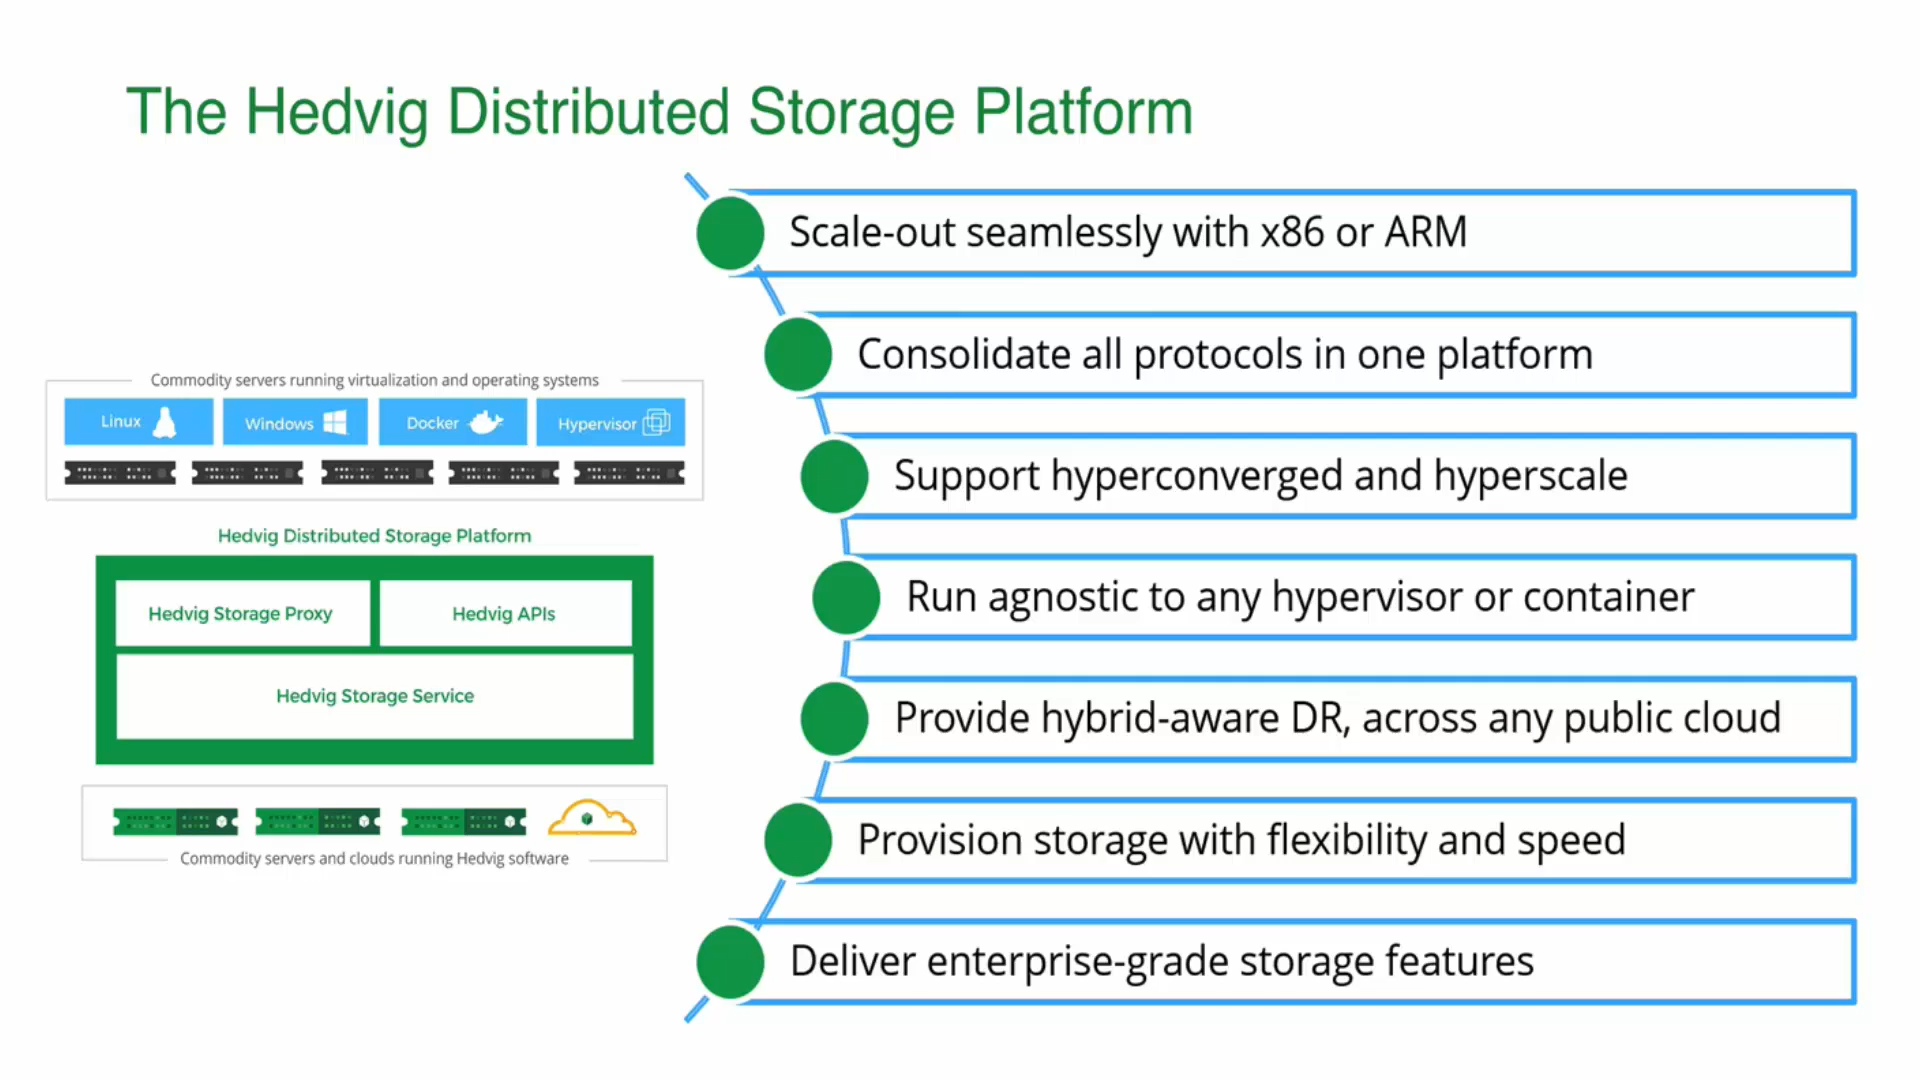 The Hedvig Distributed Storage Platform
Commodity servers running virtualization and operating systems
Linux
Windows
Docker
Hypervisor
Hedvig Distributed Storage Platform
Hedvig Storage Proxy
Hedvig APIs
Hedvig Storage Service
Commodity servers and clouds running Hedvig software
Scale-out seamlessly with x86 or ARM
Consolidate all protocols in one platform
Support hyperconverged and hyperscale
Run agnostic to any hypervisor or container
Provide hybrid-aware DR, across any public cloud
Provision storage with flexibility and speed
Deliver enterprise-grade storage features